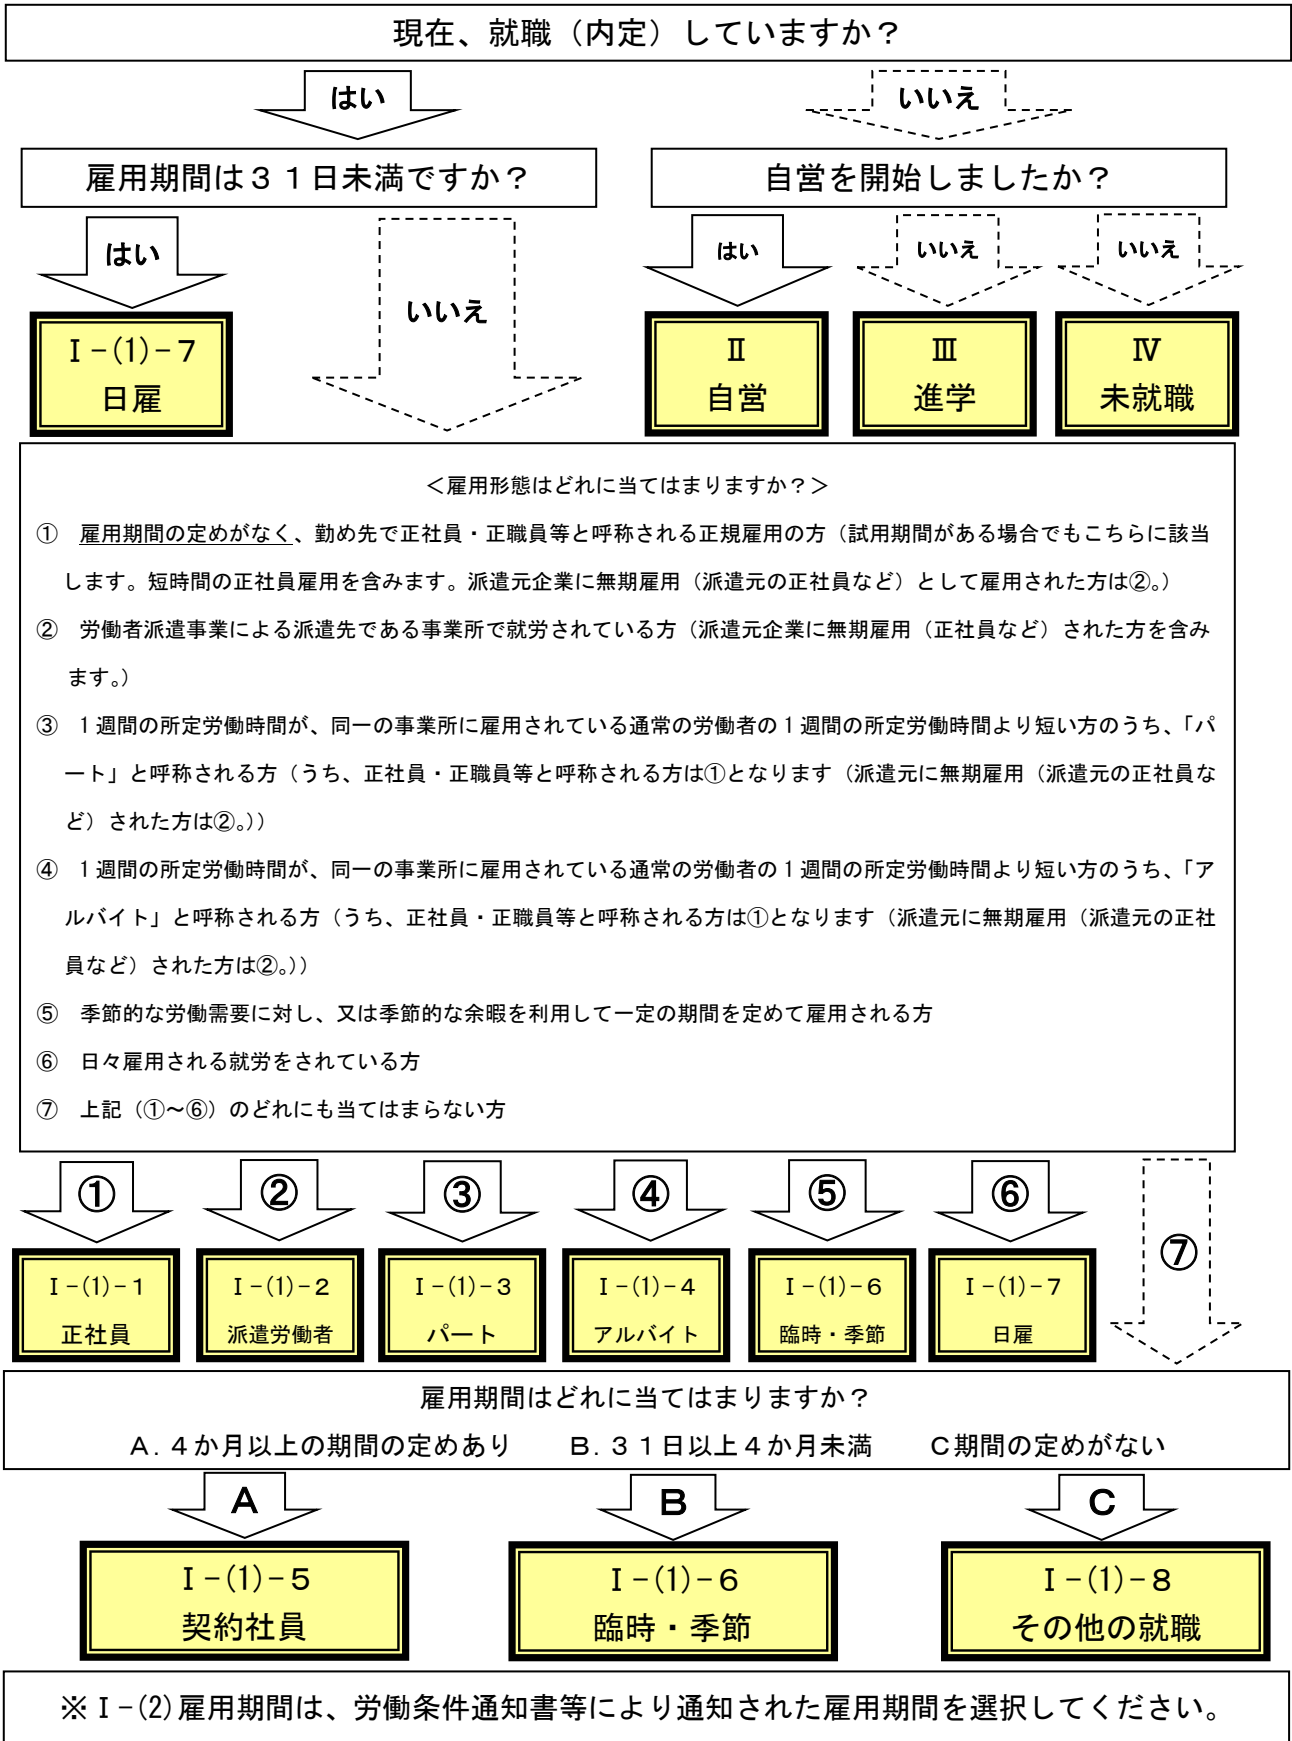 現在、就職（内定）していますか？
はい
いいえ
雇用期間は３１日未満ですか？
自営を開始しましたか？
はい
いいえ
はい
いいえ
いいえ
Ⅰ-(1)-７
日雇
Ⅱ
自営
Ⅲ
進学
Ⅳ
未就職
＜雇用形態はどれに当てはまりますか？＞
①　雇用期間の定めがなく、勤め先で正社員・正職員等と呼称される正規雇用の方（試用期間がある場合でもこちらに該当
します。短時間の正社員雇用を含みます。派遣元企業に無期雇用（派遣元の正社員など）として雇用された方は②。）
②　労働者派遣事業による派遣先である事業所で就労されている方（派遣元企業に無期雇用（正社員など）された方を含み
ます。）
③　１週間の所定労働時間が、同一の事業所に雇用されている通常の労働者の１週間の所定労働時間より短い方のうち、「パ
ート」と呼称される方（うち、正社員・正職員等と呼称される方は①となります（派遣元に無期雇用（派遣元の正社員な
ど）された方は②。））
④　１週間の所定労働時間が、同一の事業所に雇用されている通常の労働者の１週間の所定労働時間より短い方のうち、「ア
ルバイト」と呼称される方（うち、正社員・正職員等と呼称される方は①となります（派遣元に無期雇用（派遣元の正社
員など）された方は②。））
⑤　季節的な労働需要に対し、又は季節的な余暇を利用して一定の期間を定めて雇用される方
⑥　日々雇用される就労をされている方
⑦　上記（①～⑥）のどれにも当てはまらない方
①
②
③
④
⑤
⑥
⑦
Ⅰ-(1)-１
正社員
Ⅰ-(1)-２
派遣労働者
Ⅰ-(1)-３
パート
Ⅰ-(1)-４
アルバイト
Ⅰ-(1)-６
臨時・季節
Ⅰ-(1)-７
日雇
雇用期間はどれに当てはまりますか？
Ａ.４か月以上の期間の定めあり　Ｂ.３１日以上４か月未満　Ｃ期間の定めがない
A
B
C
Ⅰ-(1)-５
契約社員
Ⅰ-(1)-６
臨時・季節
Ⅰ-(1)-８
その他の就職
※Ⅰ-(2)雇用期間は、労働条件通知書等により通知された雇用期間を選択してください。